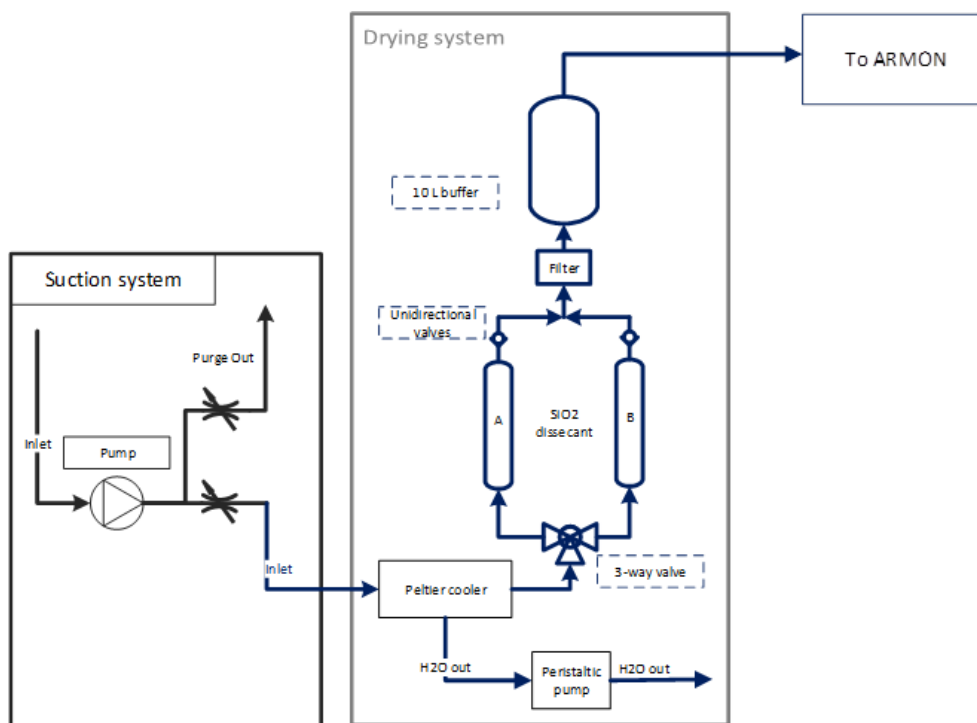 Drying system
To ARMON
10 L buffer
Filter
Suction system
Unidirectional
valves
Purge Out
A
SiO2
dissecant
B
Inlet
Pump
Inlet
3-way valve
Peltier cooler
H2O out
Peristaltic
pump
H2O out